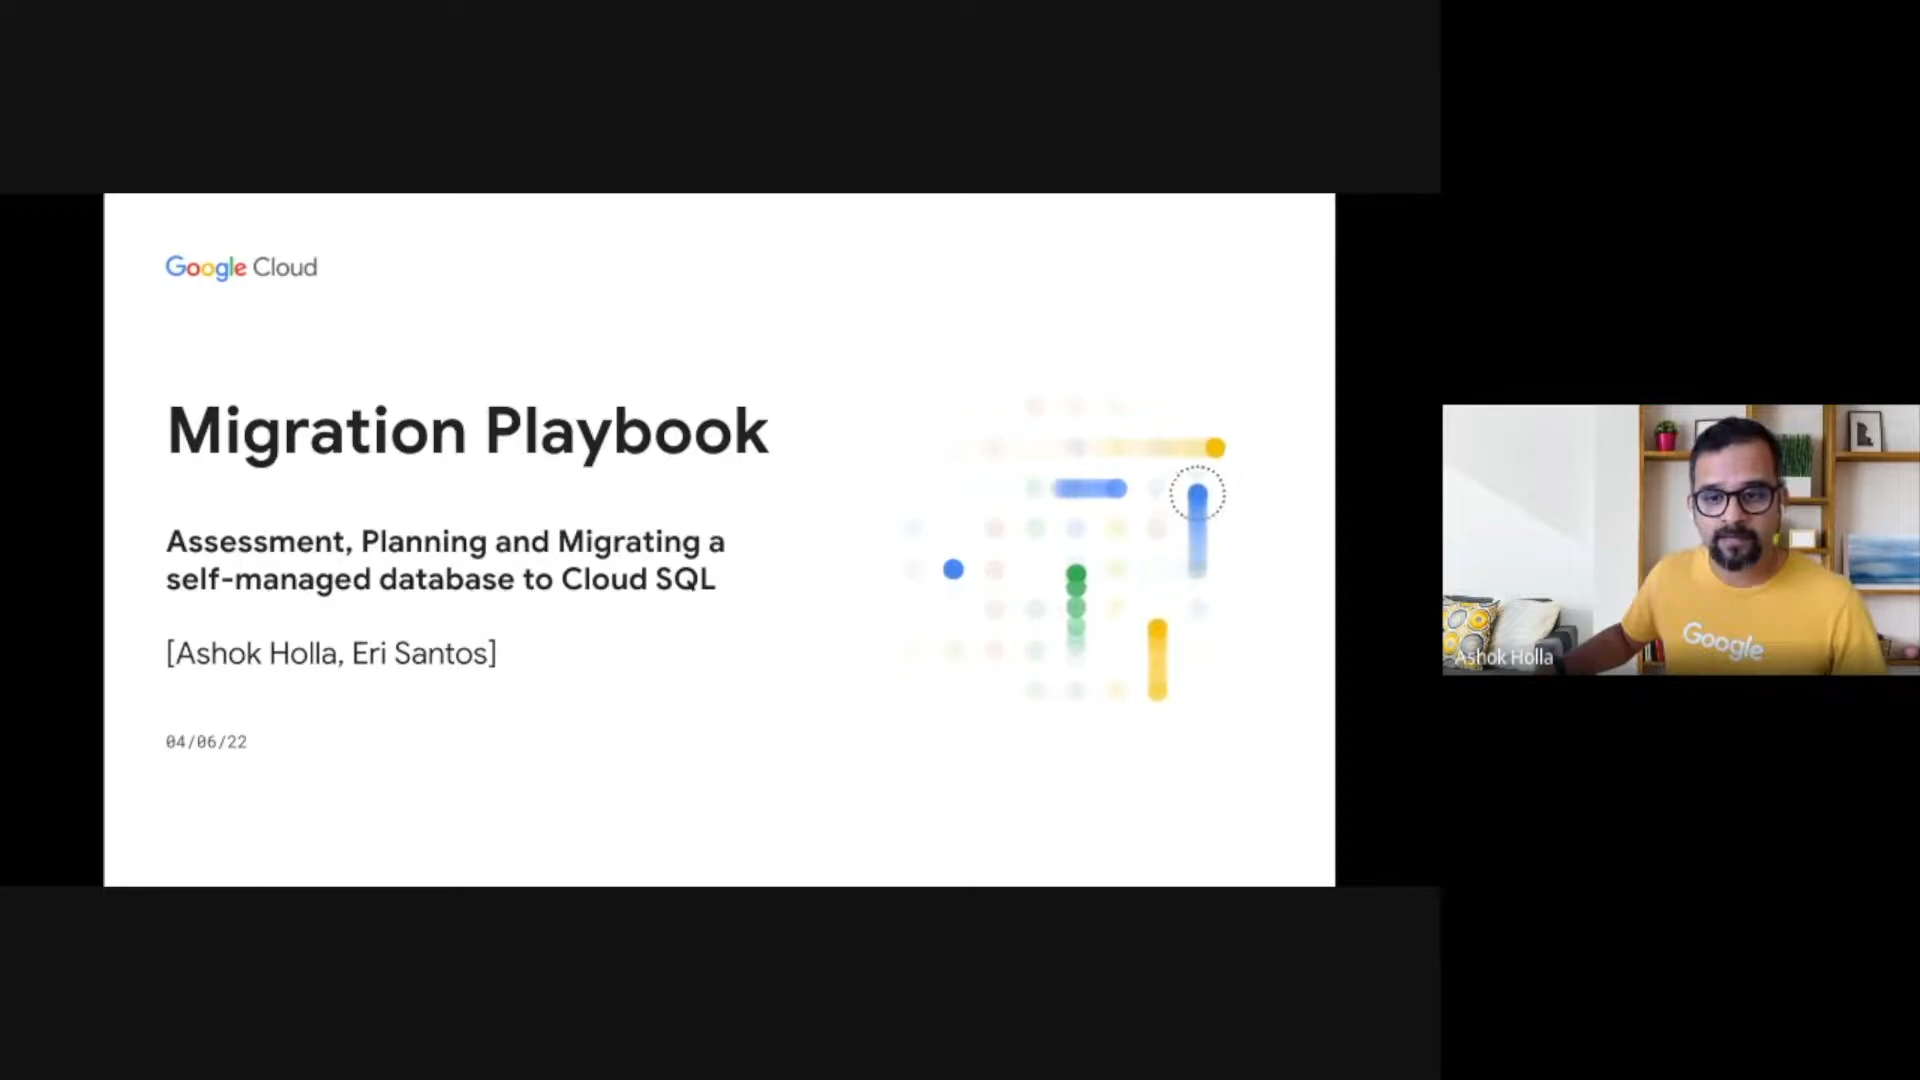 Google Cloud
Migration Playbook
Assessment, Planning and Migrating a
self-managed database to Cloud SQL
[Ashok Holla, Eri Santos]
04/06/22
Google
Ashok Holla